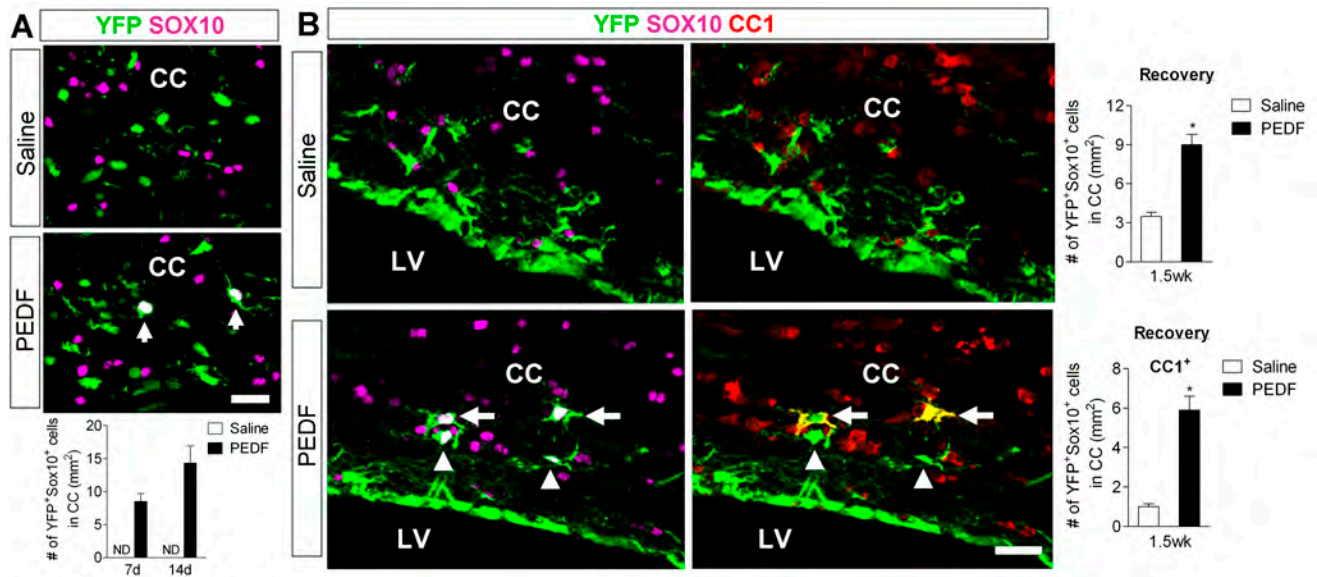 A
YFP SOX10
Saline
CC
PEDF
CC
# of YFP+Sox10+ cells
in CC (mm2)
20
15
10
5
0
ND
ND
7d
14d
Saline
PEDF
B
YFP SOX10 CC1
Saline
CC
LV
CC
LV
PEDF
CC
LV
CC
LV
Recovery
Saline
PEDF
# of YFP+Sox10+ cells
in CC (mm2)
12
9
6
3
0
*
1.5wk
Recovery
CC1+
Saline
PEDF
# of YFP+Sox10+ cells
in CC (mm2)
8
6
4
2
0
*
1.5wk